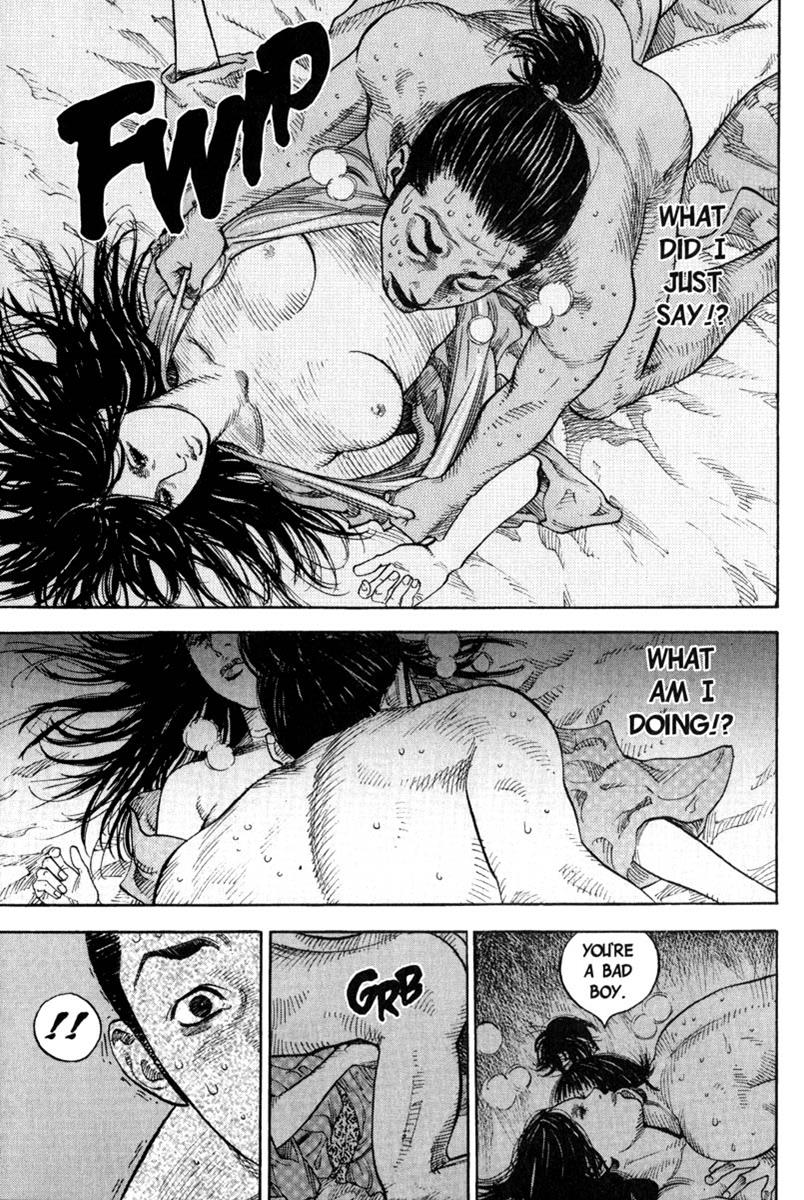 FWIP
WHAT
DID I
JUST
SAY!?
WHAT
AM I
DOING!?
!!
GRB
YOU'RE
A BAD
BOY.